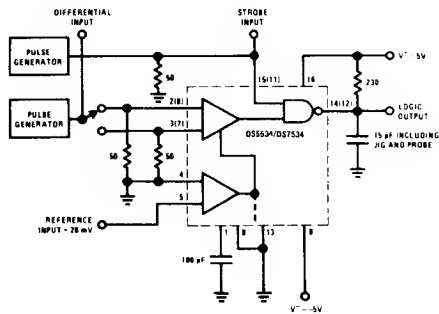 DIFFERENTIAL
INPUT
STROBE
INPUT
PULSE
GENERATOR
PULSE
GENERATOR
50
15(11)
16
V+=5V
230
2(8)
3(7)
14(12)
LOGIC
OUTPUT
DS5534/DS7534
15 pF INCLUDING
JIG AND PROBE
50
50
4
5
REFERENCE
INPUT - 20 mV
1
8
13
100 pF
V- = -5V